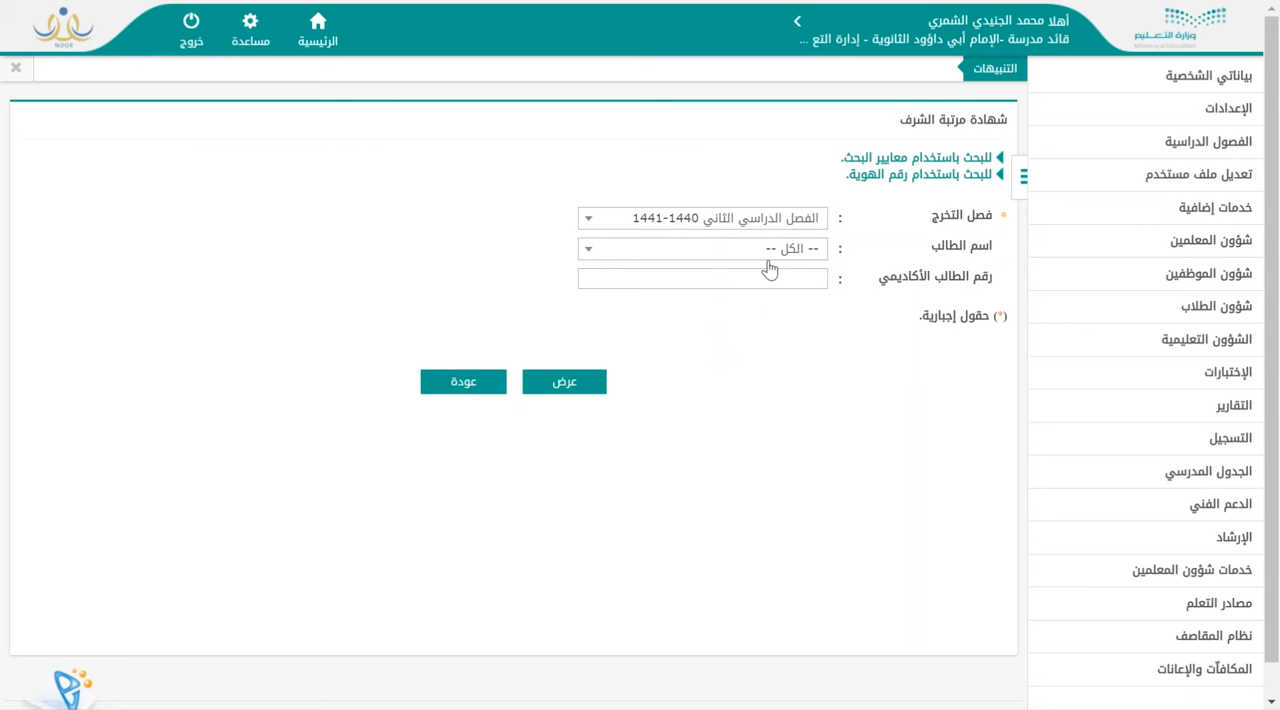 وزارة التعـــليم
Ministry of Education
أهلا محمد الجنيدي الشمري
قائد مدرسة -الإمام أبي داؤود الثانوية - إدارة التع ...
الرئيسية
مساعدة
خروج
NOOR
التنبيهات
بياناتي الشخصية
الإعدادات
الفصول الدراسية
تعديل ملف مستخدم
خدمات إضافية
شؤون المعلمين
شؤون الموظفين
شؤون الطلاب
الشؤون التعليمية
الإختبارات
التقارير
التسجيل
الجدول المدرسي
الدعم الفني
الإرشاد
خدمات شؤون المعلمين
مصادر التعلم
نظام المقاصف
المكافآت والإعانات
شهادة مرتبة الشرف
للبحث باستخدام معايير البحث.
للبحث باستخدام رقم الهوية.
* فصل التخرج : الفصل الدراسي الثاني 1440-1441
اسم الطالب : -- الكل --
رقم الطالب الأكاديمي :
(*) حقول إجبارية.
عرض
عودة